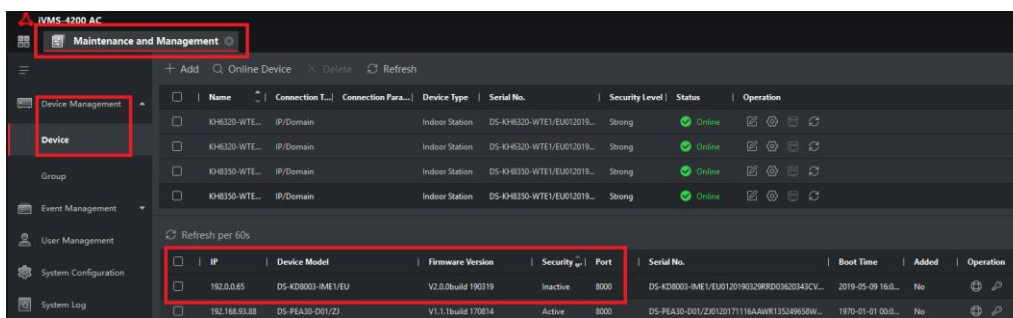 iVMS-4200 AC
Maintenance and Management
+ Add Online Device × Delete Refresh
Device Management
Name Connection T... Connection Para... Device Type Serial No. Security Level Status Operation
KH6320-WTE... IP/Domain Indoor Station DS-KH6320-WTE1/EU012019... Strong Online
Device
KH6320-WTE... IP/Domain Indoor Station DS-KH6320-WTE1/EU012019... Strong Online
Group
KH8350-WTE... IP/Domain Indoor Station DS-KH8350-WTE1/EU012019... Strong Online
KH8350-WTE... IP/Domain Indoor Station DS-KH8350-WTE1/EU012019... Strong Online
Event Management
Refresh per 60s
User Management
IP Device Model Firmware Version Security Port Serial No. Boot Time Added Operation
System Configuration
192.0.0.65 DS-KD8003-IME1/EU V2.0.0build 190319 Inactive 8000 DS-KD8003-IME1/EU0120190329RRD03620343CV... 2019-05-09 16:0... No
System Log
192.168.93.88 DS-PEA30-D01/ZJ V1.1.1build 170814 Active 8000 DS-PEA30-D01/ZJ0120171116AAWR135249658W... 1970-01-01 00:0... No